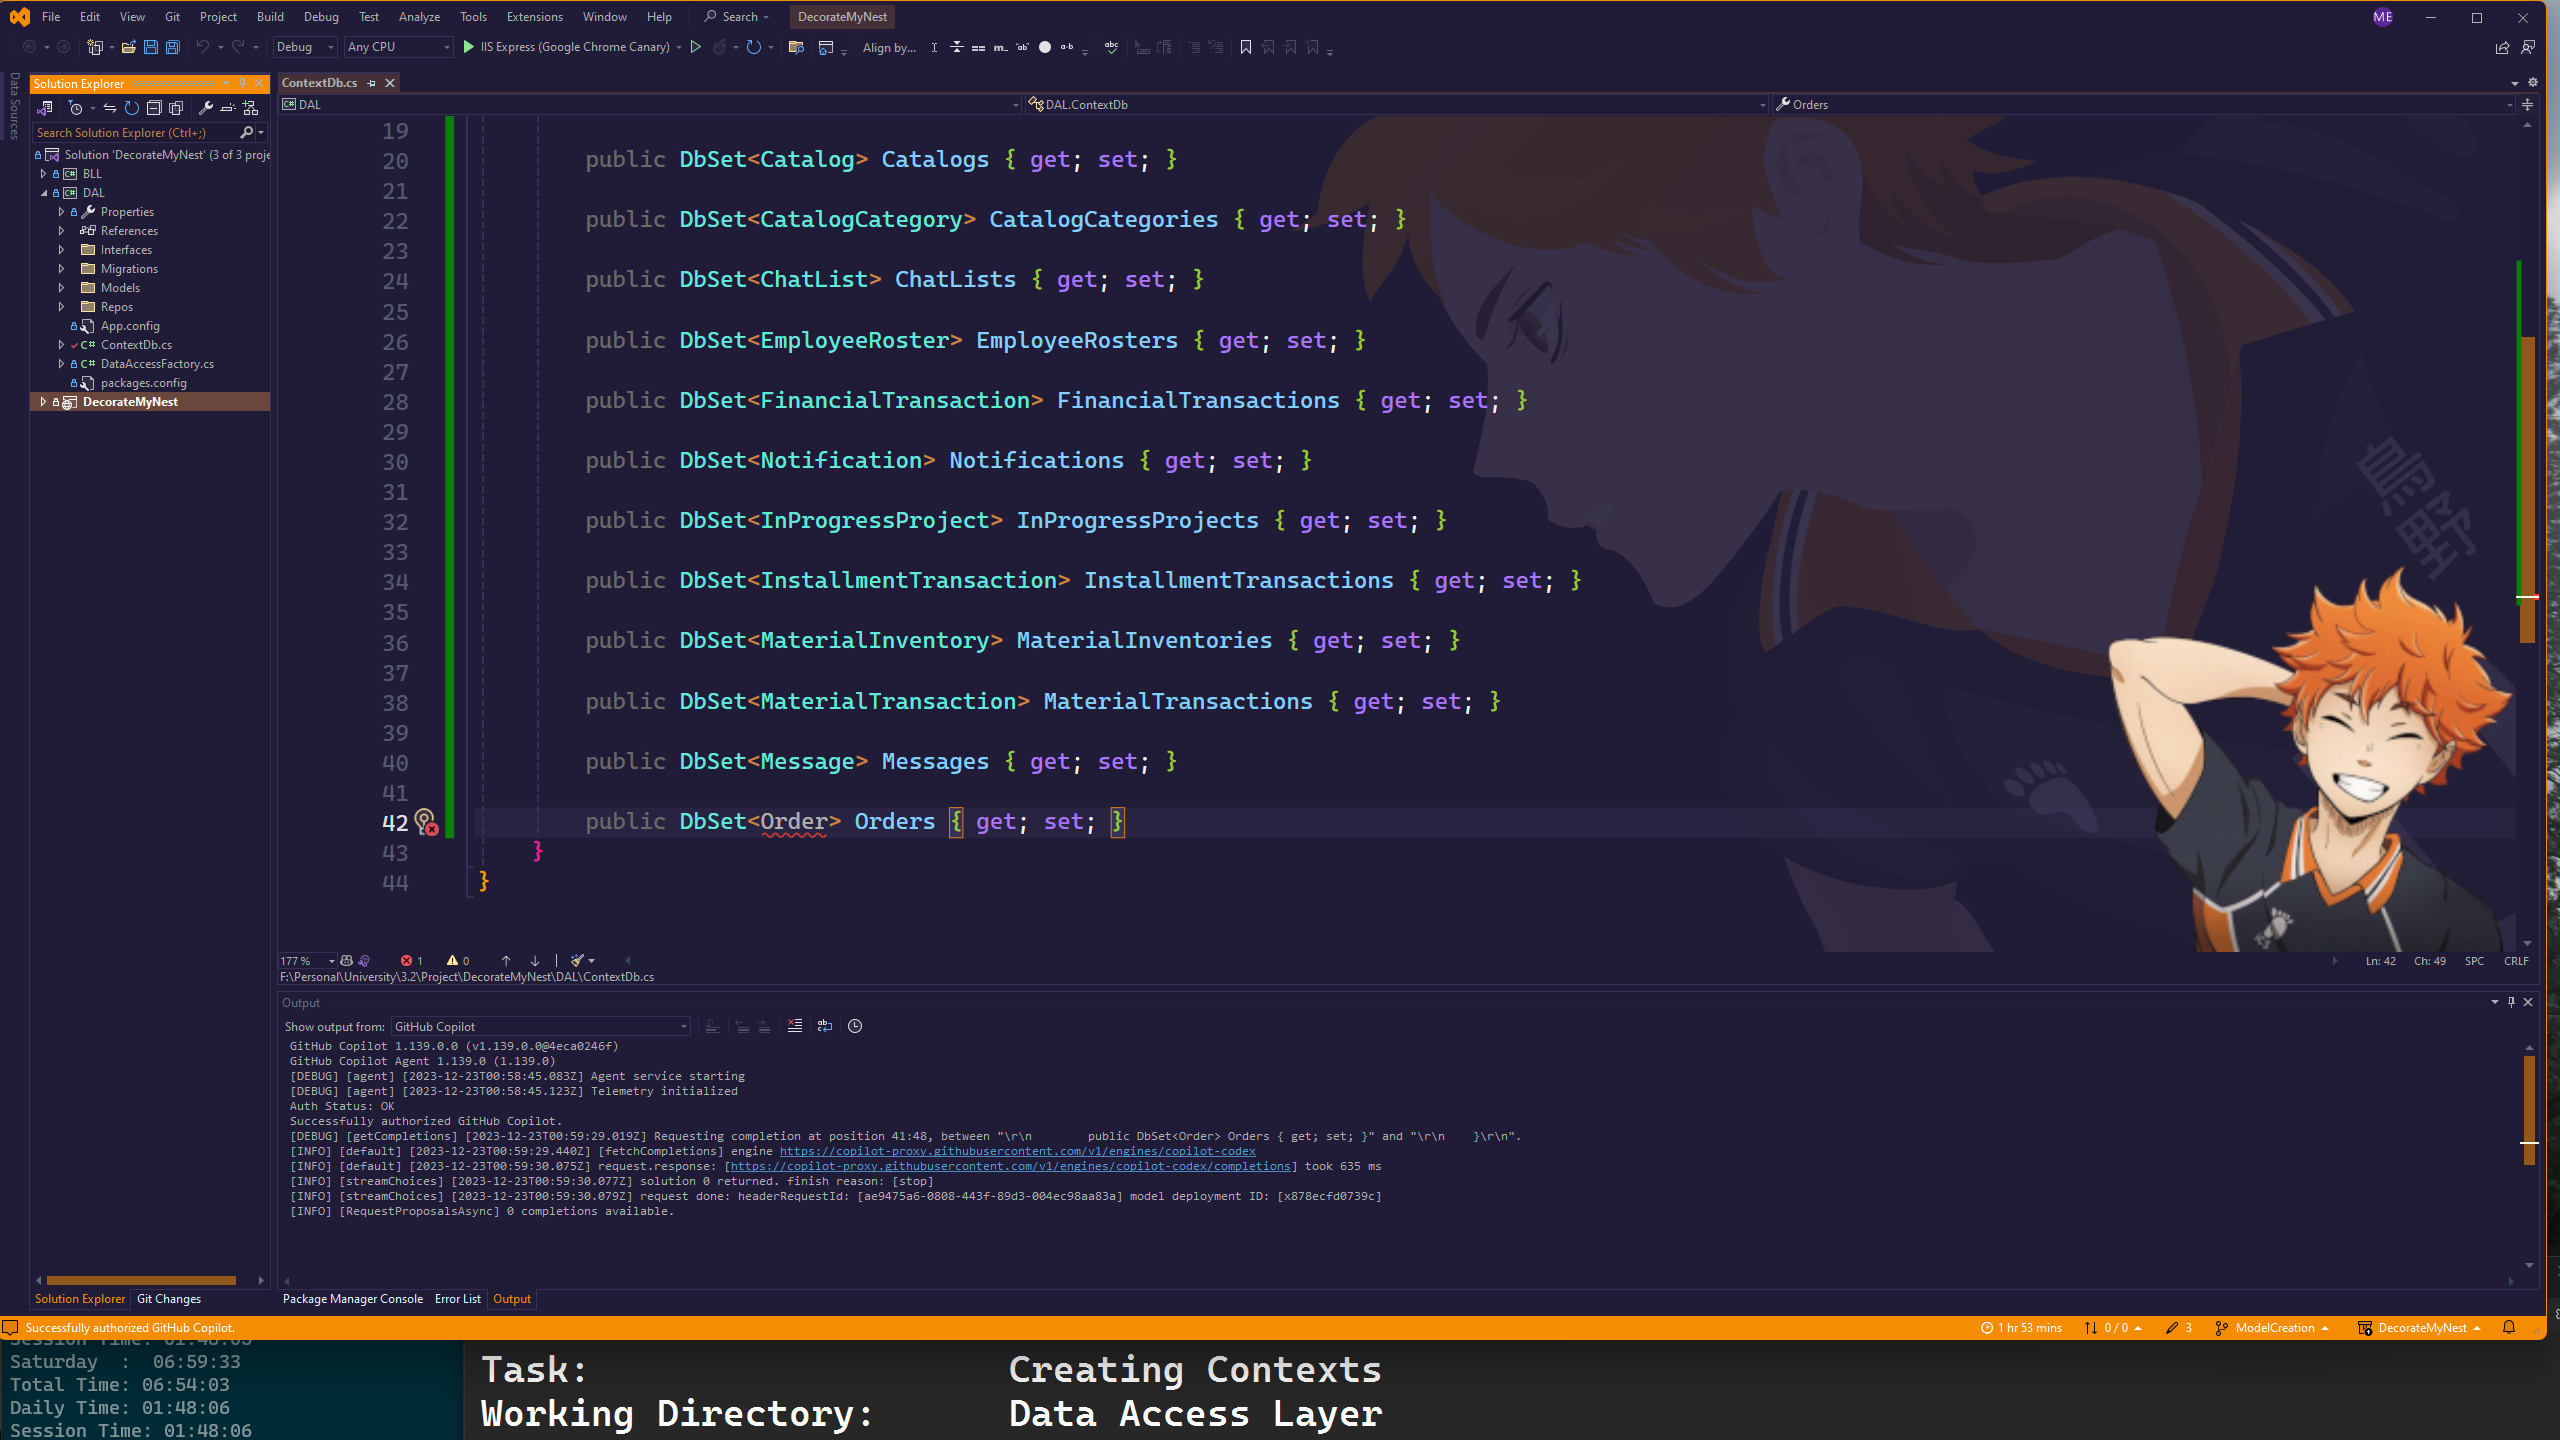 File Edit View Git Project Build Debug Test Analyze Tools Extensions Window Help Search DecorateMyNest ME
Debug Any CPU IIS Express (Google Chrome Canary) Align by...
Data Sources
Solution Explorer
Search Solution Explorer (Ctrl+;)
Solution 'DecorateMyNest' (3 of 3 proje
BLL
DAL
Properties
References
Interfaces
Migrations
Models
Repos
App.config
ContextDb.cs
DataAccessFactory.cs
packages.config
DecorateMyNest
ContextDb.cs
DAL DAL.ContextDb Orders
19
20 public DbSet<Catalog> Catalogs { get; set; }
21
22 public DbSet<CatalogCategory> CatalogCategories { get; set; }
23
24 public DbSet<ChatList> ChatLists { get; set; }
25
26 public DbSet<EmployeeRoster> EmployeeRosters { get; set; }
27
28 public DbSet<FinancialTransaction> FinancialTransactions { get; set; }
29
30 public DbSet<Notification> Notifications { get; set; }
31
32 public DbSet<InProgressProject> InProgressProjects { get; set; }
33
34 public DbSet<InstallmentTransaction> InstallmentTransactions { get; set; }
35
36 public DbSet<MaterialInventory> MaterialInventories { get; set; }
37
38 public DbSet<MaterialTransaction> MaterialTransactions { get; set; }
39
40 public DbSet<Message> Messages { get; set; }
41
42 public DbSet<Order> Orders { get; set; }
43 }
44 }
烏野
177 % 1 0 Ln: 42 Ch: 49 SPC CRLF
F:\Personal\University\3.2\Project\DecorateMyNest\DAL\ContextDb.cs
Output
Show output from: GitHub Copilot
GitHub Copilot 1.139.0.0 (v1.139.0.0@4eca0246f)
GitHub Copilot Agent 1.139.0 (1.139.0)
[DEBUG] [agent] [2023-12-23T00:58:45.083Z] Agent service starting
[DEBUG] [agent] [2023-12-23T00:58:45.123Z] Telemetry initialized
Auth Status: OK
Successfully authorized GitHub Copilot.
[DEBUG] [getCompletions] [2023-12-23T00:59:29.019Z] Requesting completion at position 41:48, between "\r\n        public DbSet<Order> Orders { get; set; }" and "\r\n    }\r\n".
[INFO] [default] [2023-12-23T00:59:29.440Z] [fetchCompletions] engine https://copilot-proxy.githubusercontent.com/v1/engines/copilot-codex
[INFO] [default] [2023-12-23T00:59:30.075Z] request.response: [https://copilot-proxy.githubusercontent.com/v1/engines/copilot-codex/completions] took 635 ms
[INFO] [streamChoices] [2023-12-23T00:59:30.077Z] solution 0 returned. finish reason: [stop]
[INFO] [streamChoices] [2023-12-23T00:59:30.079Z] request done: headerRequestId: [ae9475a6-0808-443f-89d3-004ec98aa83a] model deployment ID: [x878ecfd0739c]
[INFO] [RequestProposalsAsync] 0 completions available.
Solution Explorer Git Changes Package Manager Console Error List Output
Successfully authorized GitHub Copilot. 1 hr 53 mins 0 / 0 3 ModelCreation DecorateMyNest
Session Time: 01:48:05
Saturday  :  06:59:33
Total Time: 06:54:03
Daily Time: 01:48:06
Session Time: 01:48:06
Task: Creating Contexts
Working Directory: Data Access Layer